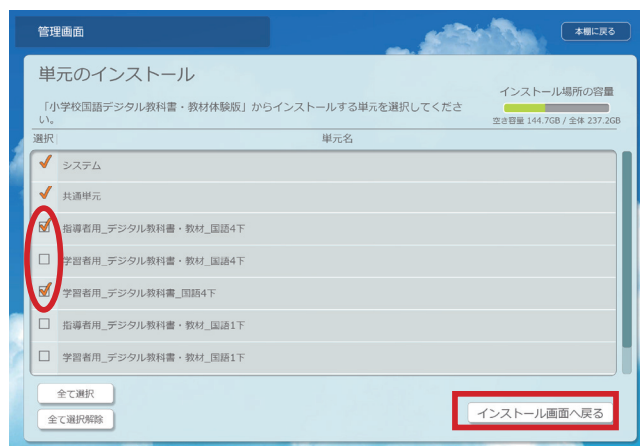 管理画面
本棚に戻る
単元のインストール
「小学校国語デジタル教科書・教材体験版」からインストールする単元を選択してくださ
い。
インストール場所の容量
空き容量 144.7GB / 全体 237.2GB
選択 単元名
システム
共通単元
指導者用_デジタル教科書・教材_国語4下
学習者用_デジタル教科書・教材_国語4下
学習者用_デジタル教科書_国語4下
指導者用_デジタル教科書・教材_国語1下
学習者用_デジタル教科書・教材_国語1下
全て選択
全て選択解除
インストール画面へ戻る